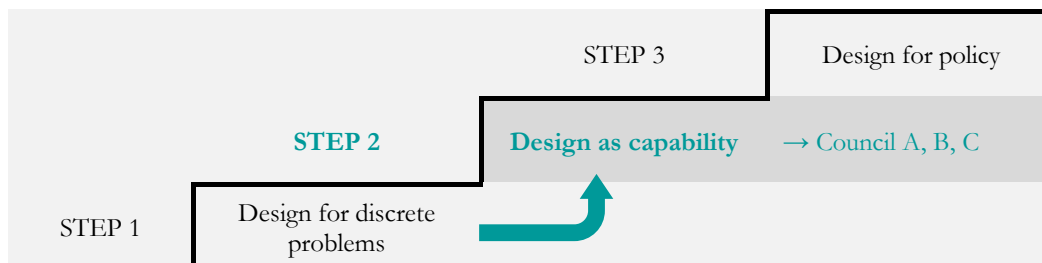 STEP 3
Design for policy
STEP 2
Design as capability
→ Council A, B, C
STEP 1
Design for discrete
problems